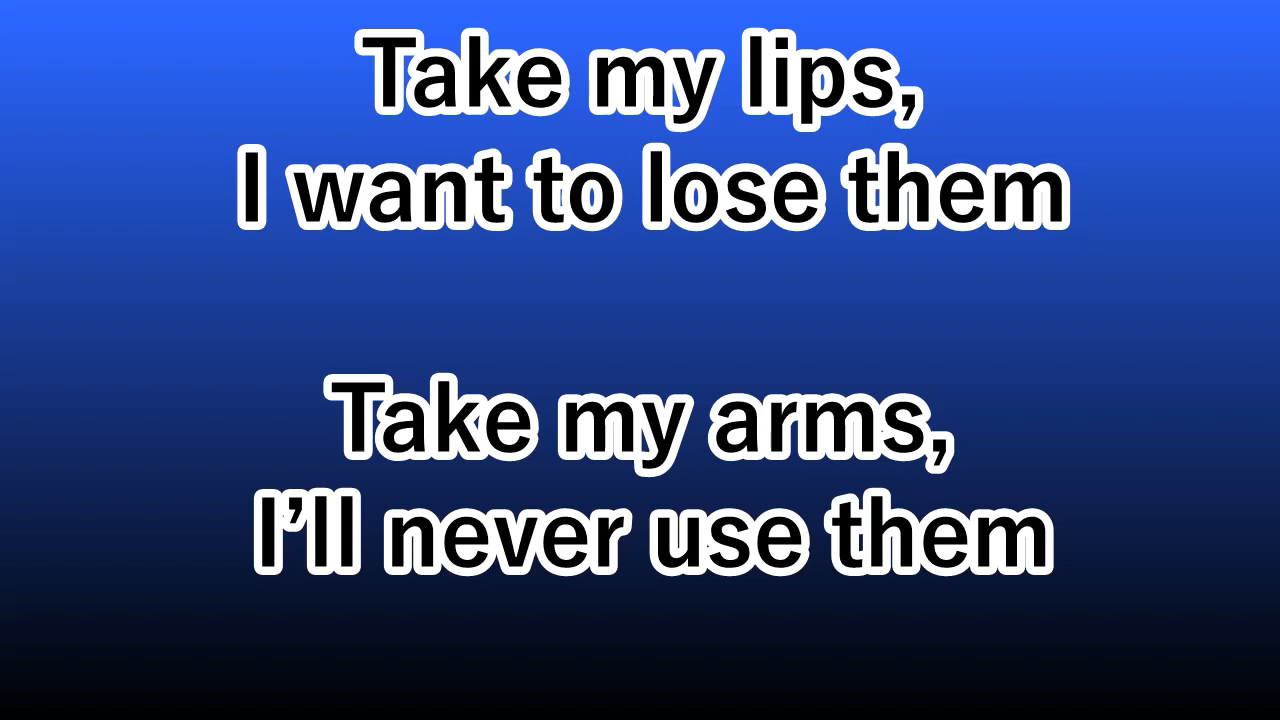 Take my lips,
I want to lose them
Take my arms,
I’ll never use them